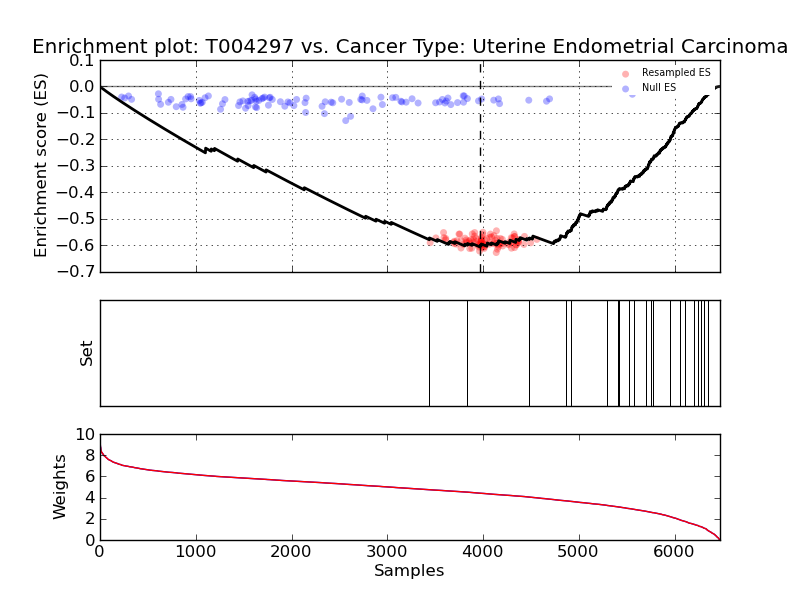 Enrichment plot: T004297 vs. Cancer Type: Uterine Endometrial Carcinoma
Enrichment score (ES)
0.1
0.0
−0.1
−0.2
−0.3
−0.4
−0.5
−0.6
−0.7
Resampled ES
Null ES
Set
Weights
10
8
6
4
2
0
0 1000 2000 3000 4000 5000 6000
Samples